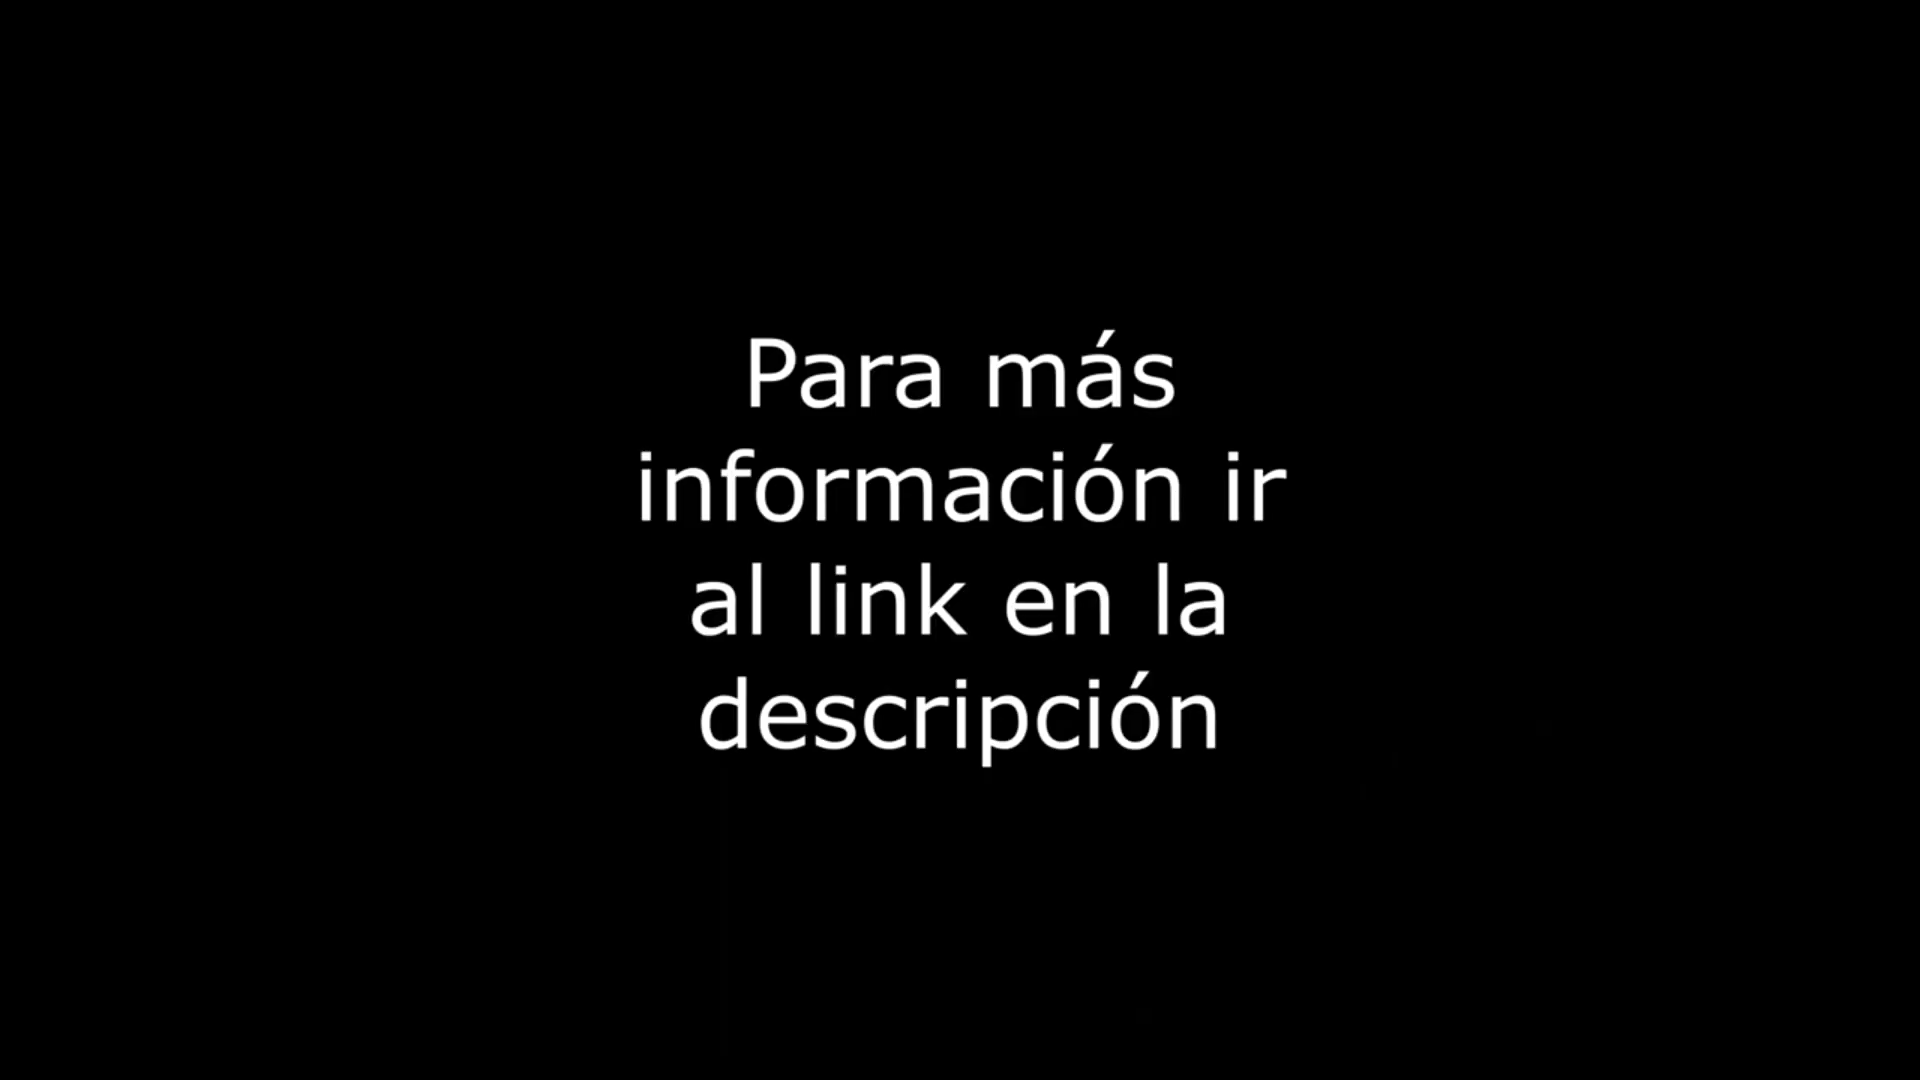 Para más
información ir
al link en la
descripción